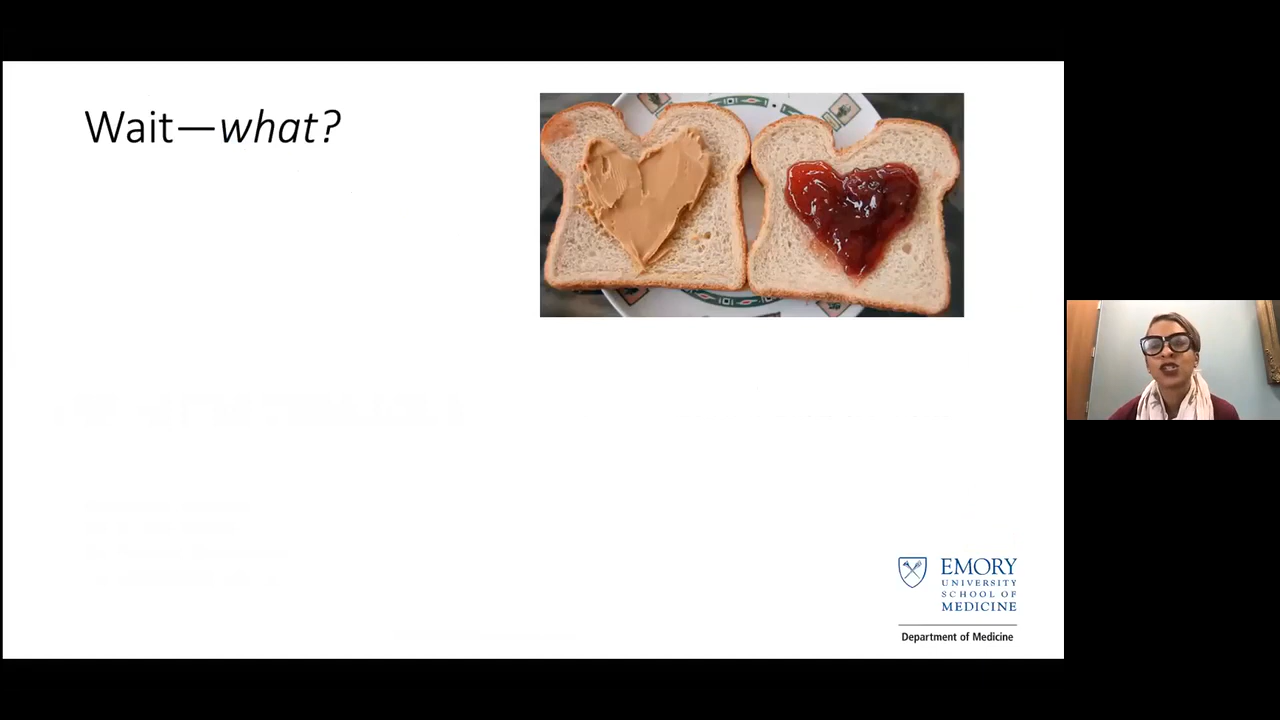 Wait—what?
EMORY
UNIVERSITY
SCHOOL OF
MEDICINE
Department of Medicine